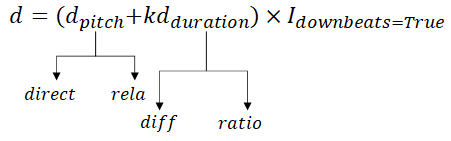 d = (d_pitch+kd_duration) × I_downbeats=True
direct rela
diff ratio